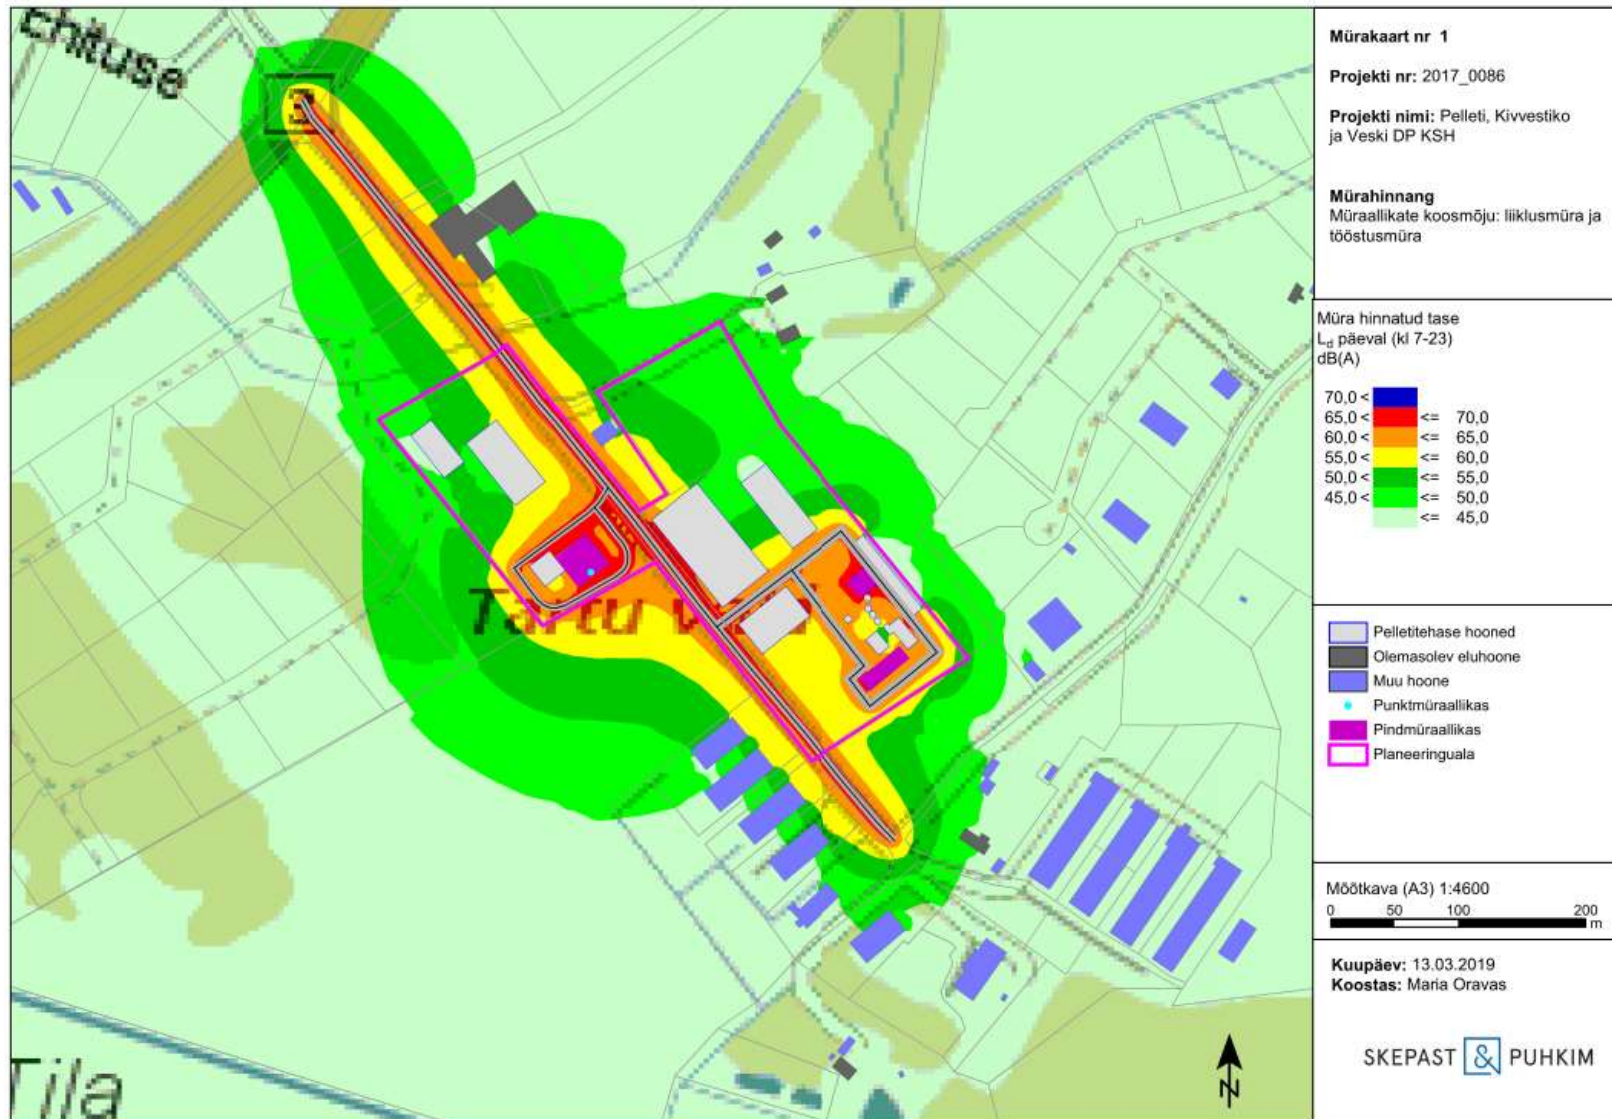 ehituse
3
Tartu vald
Tila
Mürakaart nr 1
Projekti nr: 2017_0086
Projekti nimi: Pelleti, Kivvestiko
ja Veski DP KSH
Mürahinnang
Müraallikate koosmõju: liiklusmüra ja
tööstusmüra
Müra hinnatud tase
Ld päeval (kl 7-23)
dB(A)
70,0 <
65,0 < <= 70,0
60,0 < <= 65,0
55,0 < <= 60,0
50,0 < <= 55,0
45,0 < <= 50,0
<= 45,0
Pelletitehase hooned
Olemasolev eluhoone
Muu hoone
Punktmüraallikas
Pindmüraallikas
Planeeringuala
Mõõtkava (A3) 1:4600
0 50 100 200
m
Kuupäev: 13.03.2019
Koostas: Maria Oravas
N
SKEPAST & PUHKIM